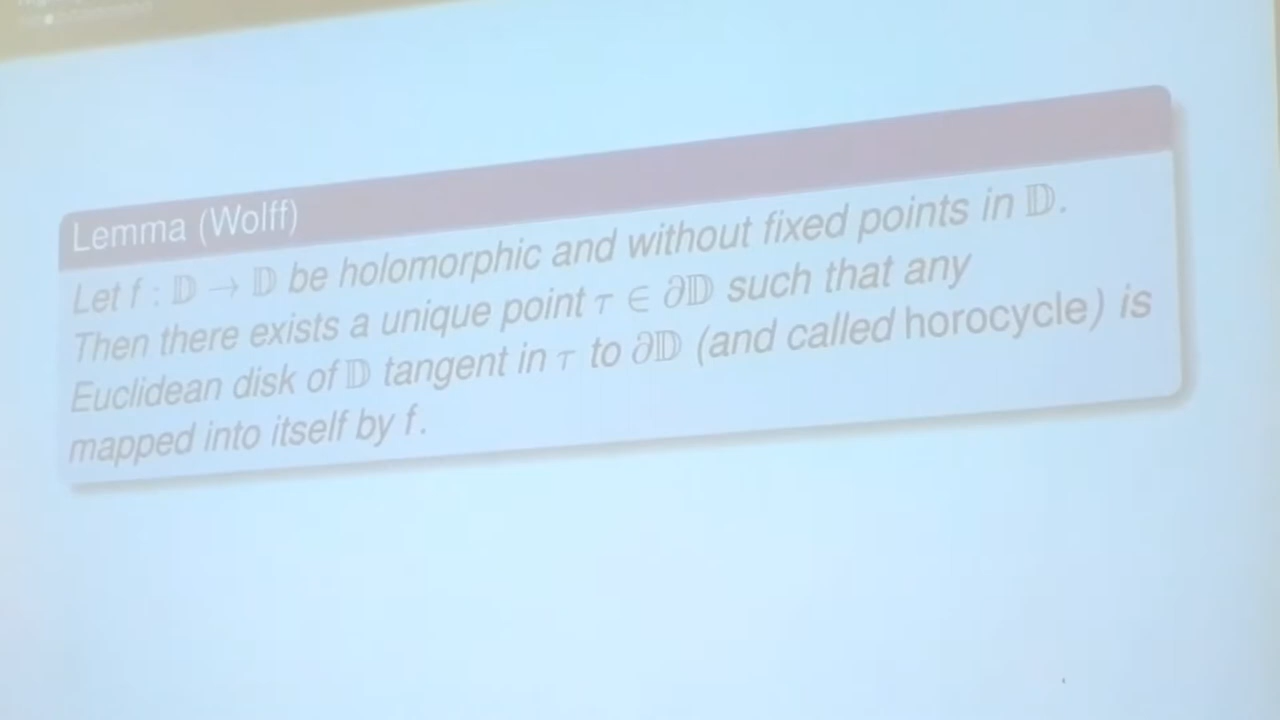 Lemma (Wolff)
Let f : 𝔻 → 𝔻 be holomorphic and without fixed points in 𝔻.
Then there exists a unique point τ ∈ ∂𝔻 such that any
Euclidean disk of 𝔻 tangent in τ to ∂𝔻 (and called horocycle) is
mapped into itself by f.